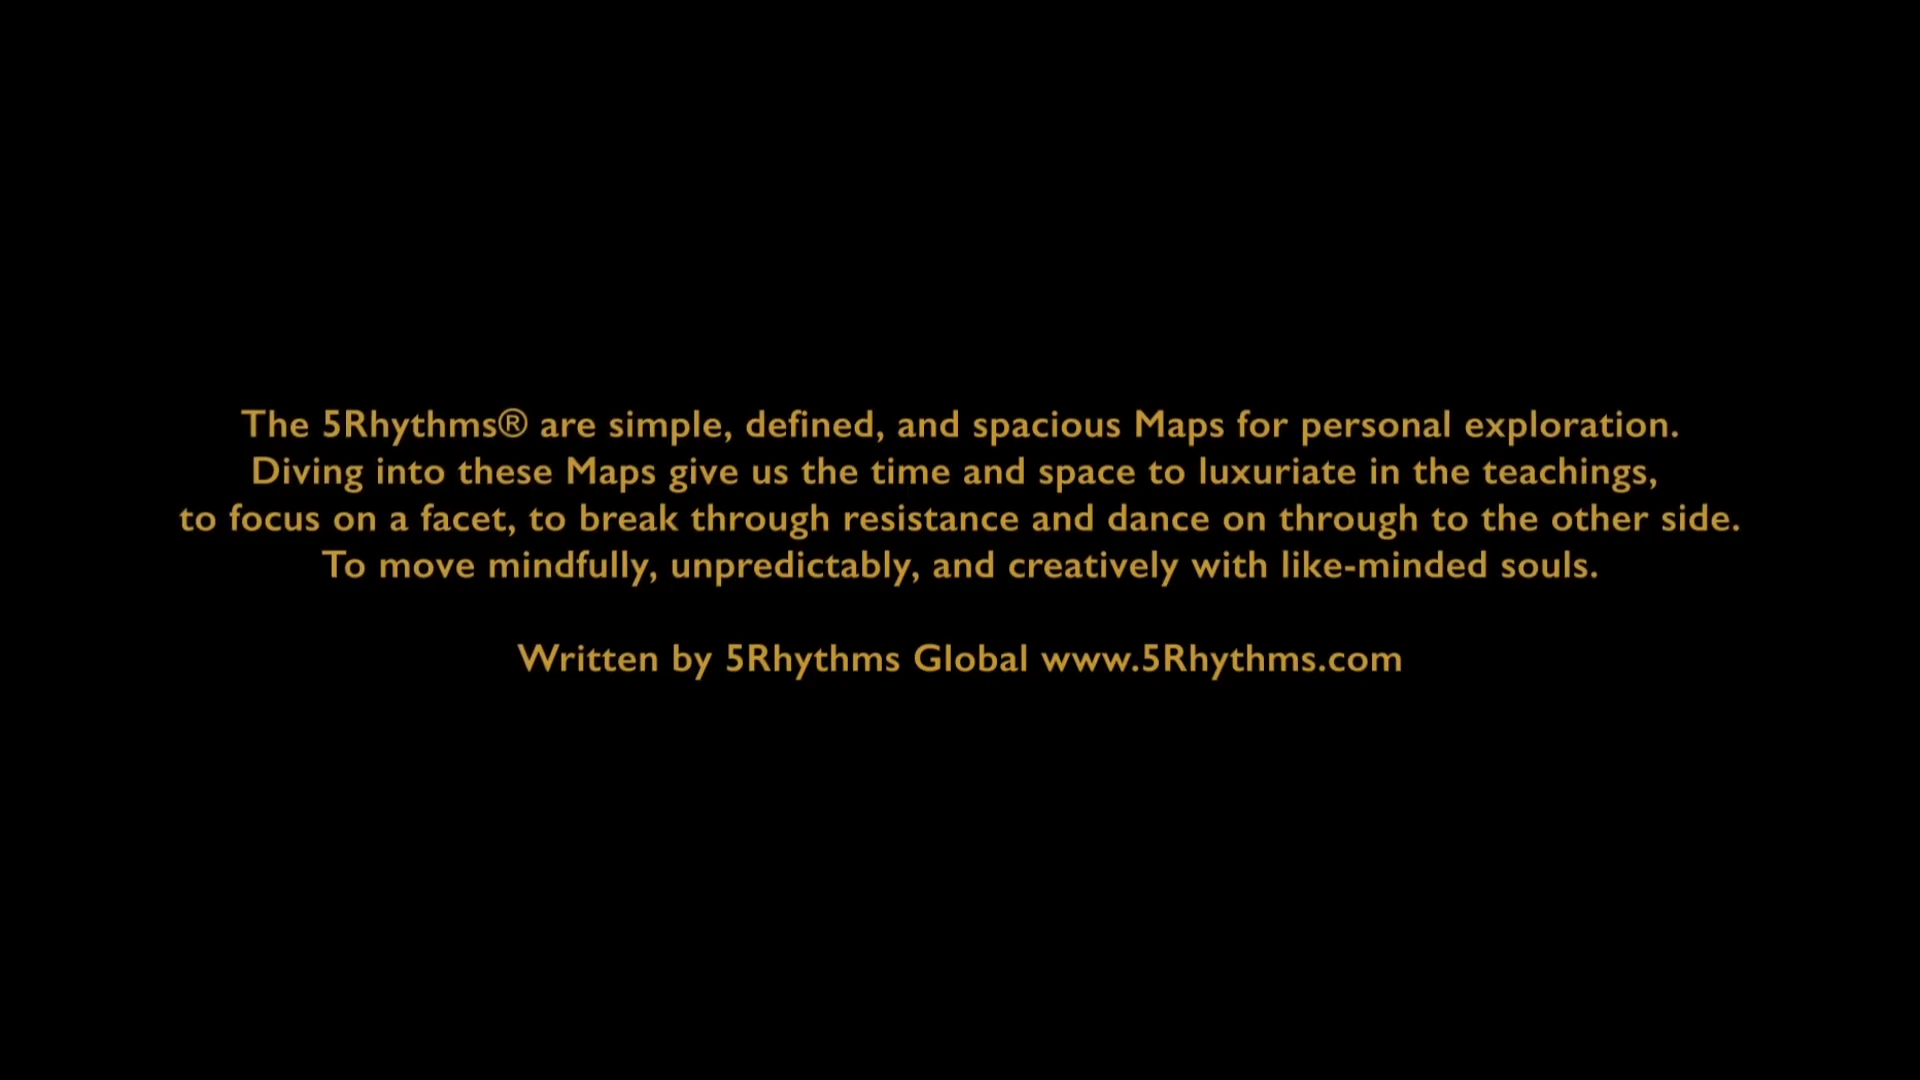 The 5Rhythms® are simple, defined, and spacious Maps for personal exploration.
Diving into these Maps give us the time and space to luxuriate in the teachings,
to focus on a facet, to break through resistance and dance on through to the other side.
To move mindfully, unpredictably, and creatively with like-minded souls.
Written by 5Rhythms Global www.5Rhythms.com